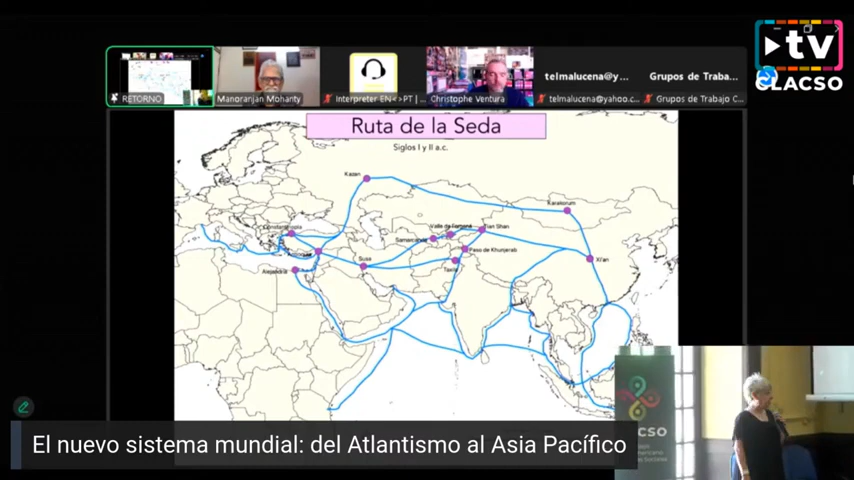 tv
CLACSO
RETORNO
Manoranjan Mohanty
Interpreter EN<>PT | ...
Christophe Ventura
telmalucena@y...
telmalucena@yahoo.c...
Grupos de Traba...
Grupos de Trabajo C...
Ruta de la Seda
Siglos I y II a.c.
Kazan
Karakorum
Constantinopla
Valle de Ferganá
Tian Shan
Samarcanda
Paso de Khunjerab
Susa
Taxila
Xi'an
Alejandría
CSO
El nuevo sistema mundial: del Atlantismo al Asia Pacífico